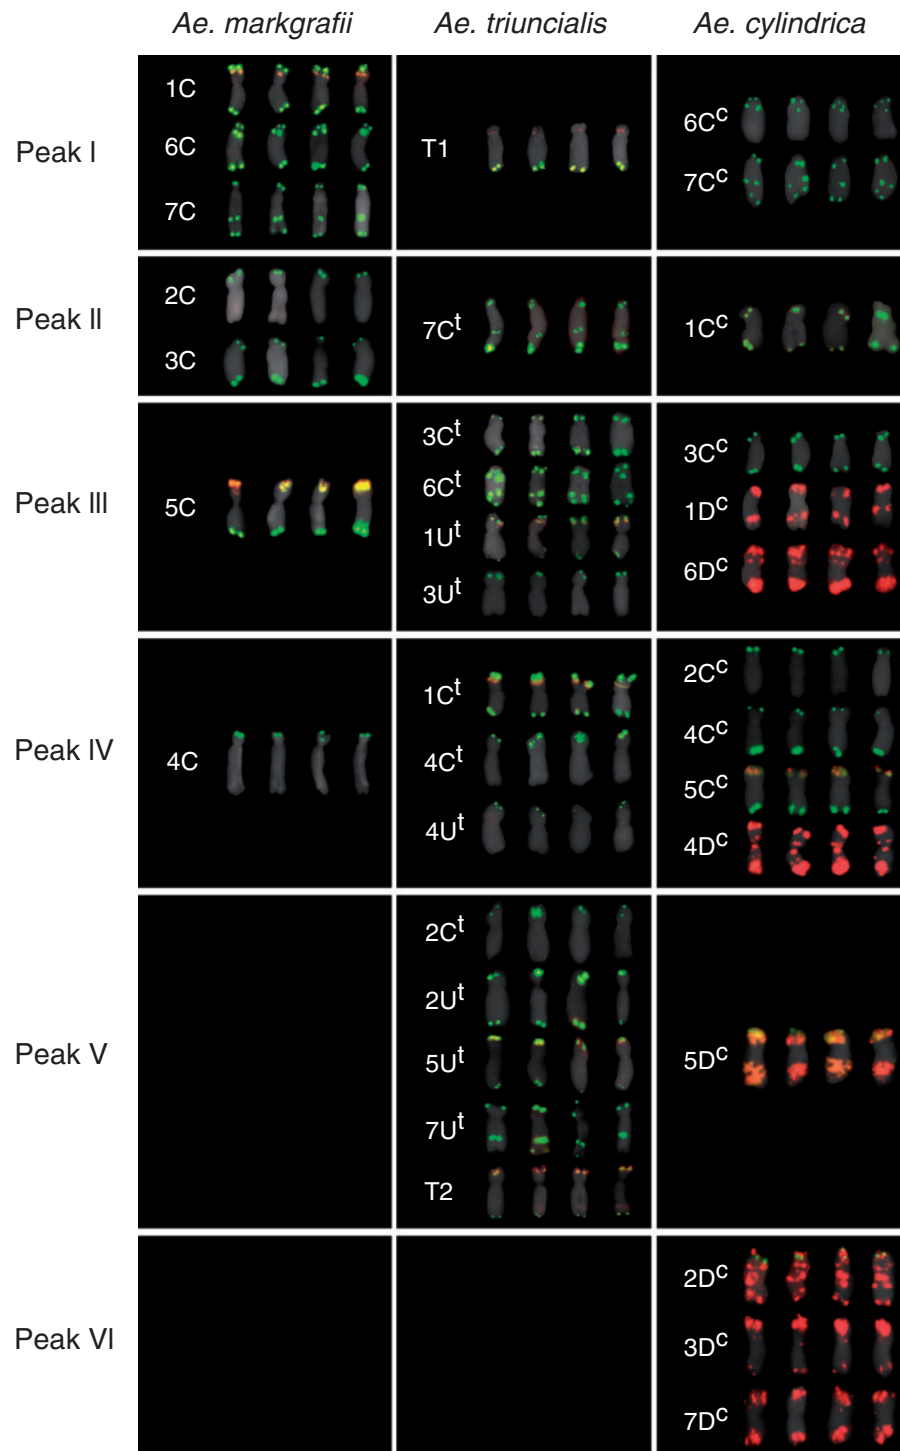 Ae. markgrafii Ae. triuncialis Ae. cylindrica
Peak I
1C
6C
7C
T1
6Cᶜ
7Cᶜ
Peak II
2C
3C
7Cᵗ
1Cᶜ
Peak III
5C
3Cᵗ
6Cᵗ
1Uᵗ
3Uᵗ
3Cᶜ
1Dᶜ
6Dᶜ
Peak IV
4C
1Cᵗ
4Cᵗ
4Uᵗ
2Cᶜ
4Cᶜ
5Cᶜ
4Dᶜ
Peak V
2Cᵗ
2Uᵗ
5Uᵗ
7Uᵗ
T2
5Dᶜ
Peak VI
2Dᶜ
3Dᶜ
7Dᶜ